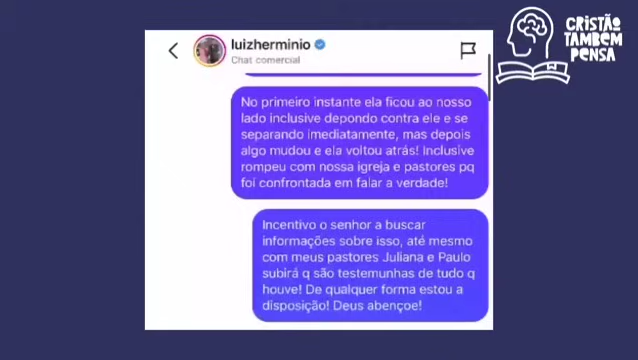 CRISTÃO
TAMBÉM
PENSA
luizherminio
Chat comercial
No primeiro instante ela ficou ao nosso
lado inclusive depondo contra ele e se
separando imediatamente, mas depois
algo mudou e ela voltou atrás! Inclusive
rompeu com nossa igreja e pastores pq
foi confrontada em falar a verdade!
Incentivo o senhor a buscar
informações sobre isso, até mesmo
com meus pastores Juliana e Paulo
subirá q são testemunhas de tudo q
houve! De qualquer forma estou a
disposição! Deus abençoe!